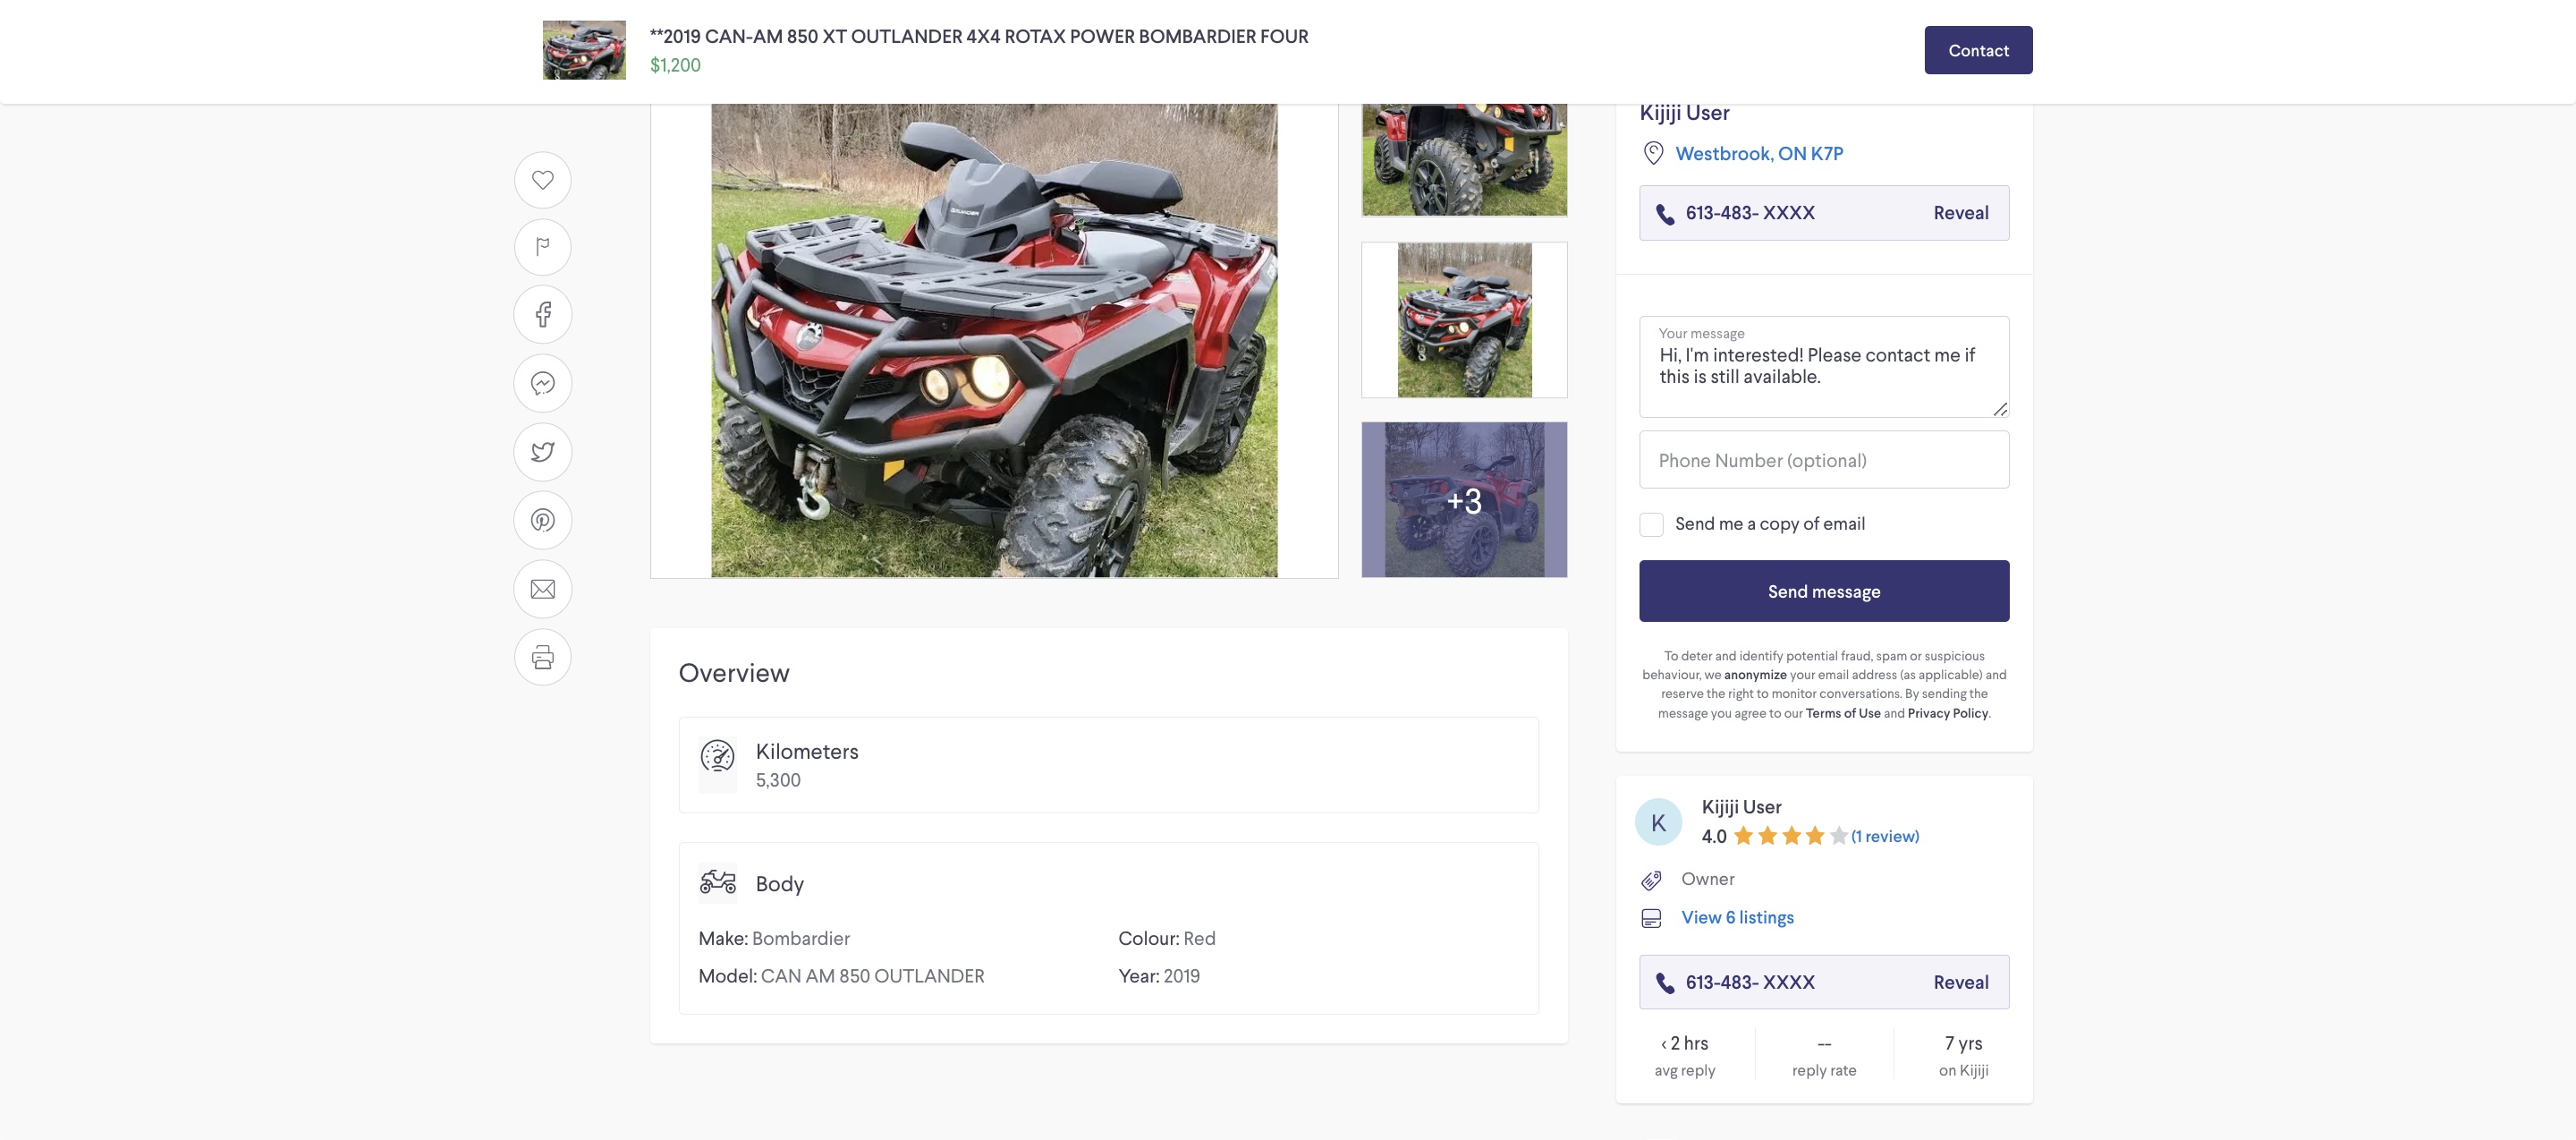 **2019 CAN-AM 850 XT OUTLANDER 4X4 ROTAX POWER BOMBARDIER FOUR
$1,200
Contact
OUTLANDER
+3
Kijiji User
Westbrook, ON K7P
613-483- XXXX Reveal
Your message
Hi, I'm interested! Please contact me if
this is still available.
Phone Number (optional)
Send me a copy of email
Send message
To deter and identify potential fraud, spam or suspicious
behaviour, we anonymize your email address (as applicable) and
reserve the right to monitor conversations. By sending the
message you agree to our Terms of Use and Privacy Policy.
Overview
Kilometers
5,300
Body
Make: Bombardier
Colour: Red
Model: CAN AM 850 OUTLANDER
Year: 2019
K
Kijiji User
4.0 (1 review)
Owner
View 6 listings
613-483- XXXX Reveal
< 2 hrs
avg reply
--
reply rate
7 yrs
on Kijiji